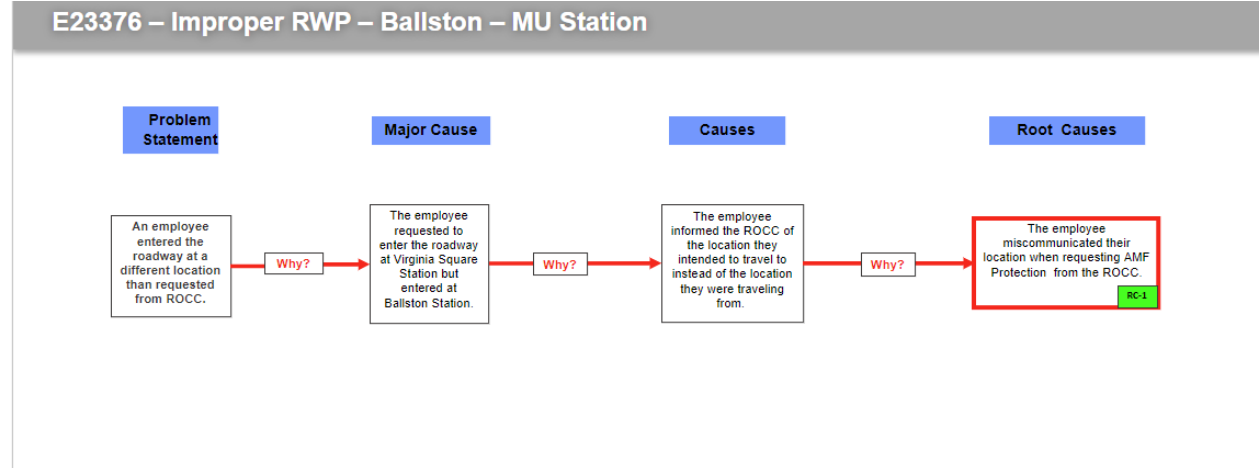 E23376 – Improper RWP – Ballston – MU Station
Problem
Statement
Major Cause
Causes
Root Causes
An employee
entered the
roadway at a
different location
than requested
from ROCC.
Why?
The employee
requested to
enter the roadway
at Virginia Square
Station but
entered at
Ballston Station.
Why?
The employee
informed the ROCC of
the location they
intended to travel to
instead of the location
they were traveling
from.
Why?
The employee
miscommunicated their
location when requesting AMF
Protection from the ROCC.
RC-1